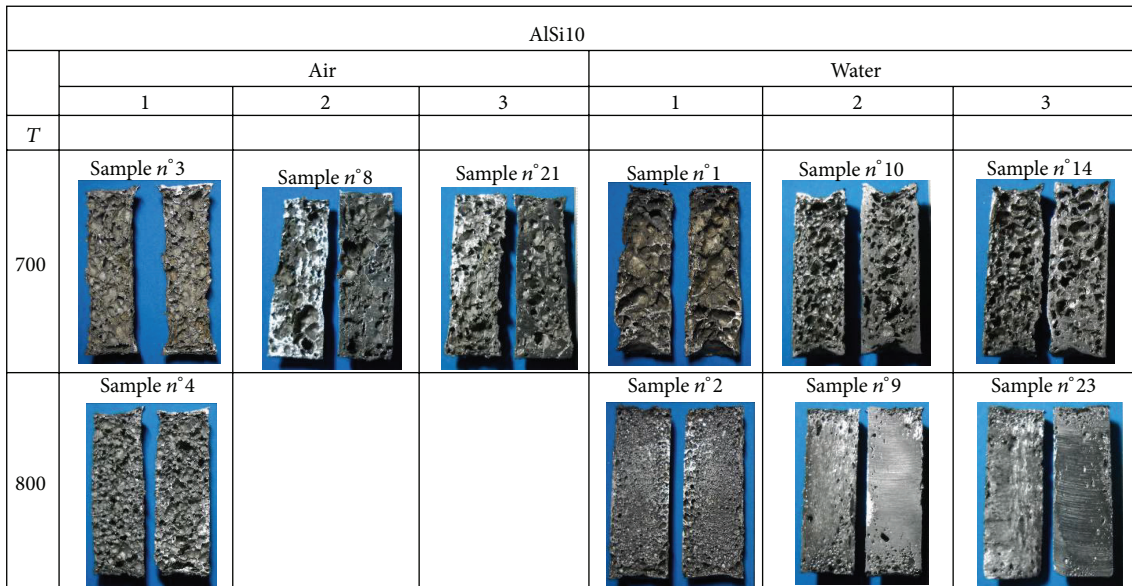 AlSi10
Air Water
1 2 3 1 2 3
T
Sample n°3 Sample n°8 Sample n°21 Sample n°1 Sample n°10 Sample n°14
700
Sample n°4 Sample n°2 Sample n°9 Sample n°23
800